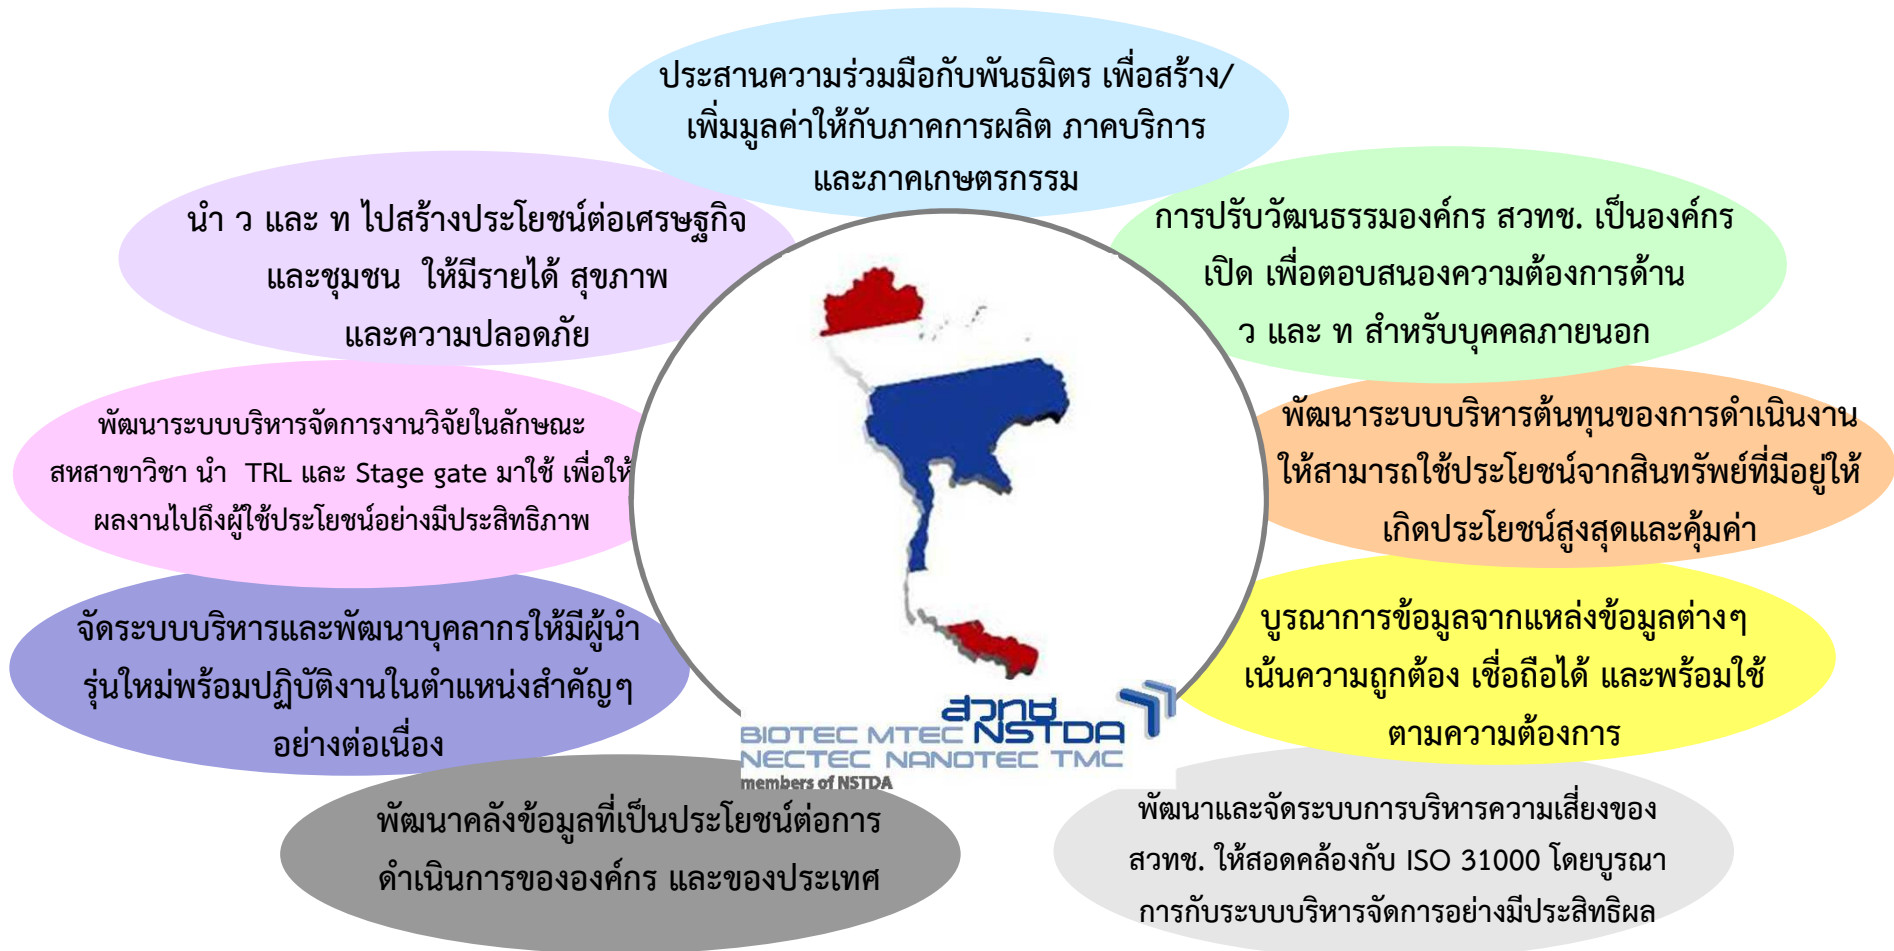 ประสานความร่วมมือกับพันธมิตร เพื่อสร้าง/
เพิ่มมูลค่าให้กับภาคการผลิต ภาคบริการ
และภาคเกษตรกรรม
นำ ว และ ท ไปสร้างประโยชน์ต่อเศรษฐกิจ
และชุมชน ให้มีรายได้ สุขภาพ
และความปลอดภัย
การปรับวัฒนธรรมองค์กร สวทช. เป็นองค์กร
เปิด เพื่อตอบสนองความต้องการด้าน
ว และ ท สำหรับบุคคลภายนอก
พัฒนาระบบบริหารจัดการงานวิจัยในลักษณะ
สหสาขาวิชา นำ TRL และ Stage gate มาใช้ เพื่อให้
ผลงานไปถึงผู้ใช้ประโยชน์อย่างมีประสิทธิภาพ
พัฒนาระบบบริหารต้นทุนของการดำเนินงาน
ให้สามารถใช้ประโยชน์จากสินทรัพย์ที่มีอยู่ให้
เกิดประโยชน์สูงสุดและคุ้มค่า
จัดระบบบริหารและพัฒนาบุคลากรให้มีผู้นำ
รุ่นใหม่พร้อมปฏิบัติงานในตำแหน่งสำคัญๆ
อย่างต่อเนื่อง
บูรณาการข้อมูลจากแหล่งข้อมูลต่างๆ
เน้นความถูกต้อง เชื่อถือได้ และพร้อมใช้
ตามความต้องการ
สวทช
BIOTEC MTEC NSTDA
NECTEC NANOTEC TMC
members of NSTDA
พัฒนาคลังข้อมูลที่เป็นประโยชน์ต่อการ
ดำเนินการขององค์กร และของประเทศ
พัฒนาและจัดระบบการบริหารความเสี่ยงของ
สวทช. ให้สอดคล้องกับ ISO 31000 โดยบูรณา
การกับระบบบริหารจัดการอย่างมีประสิทธิผล